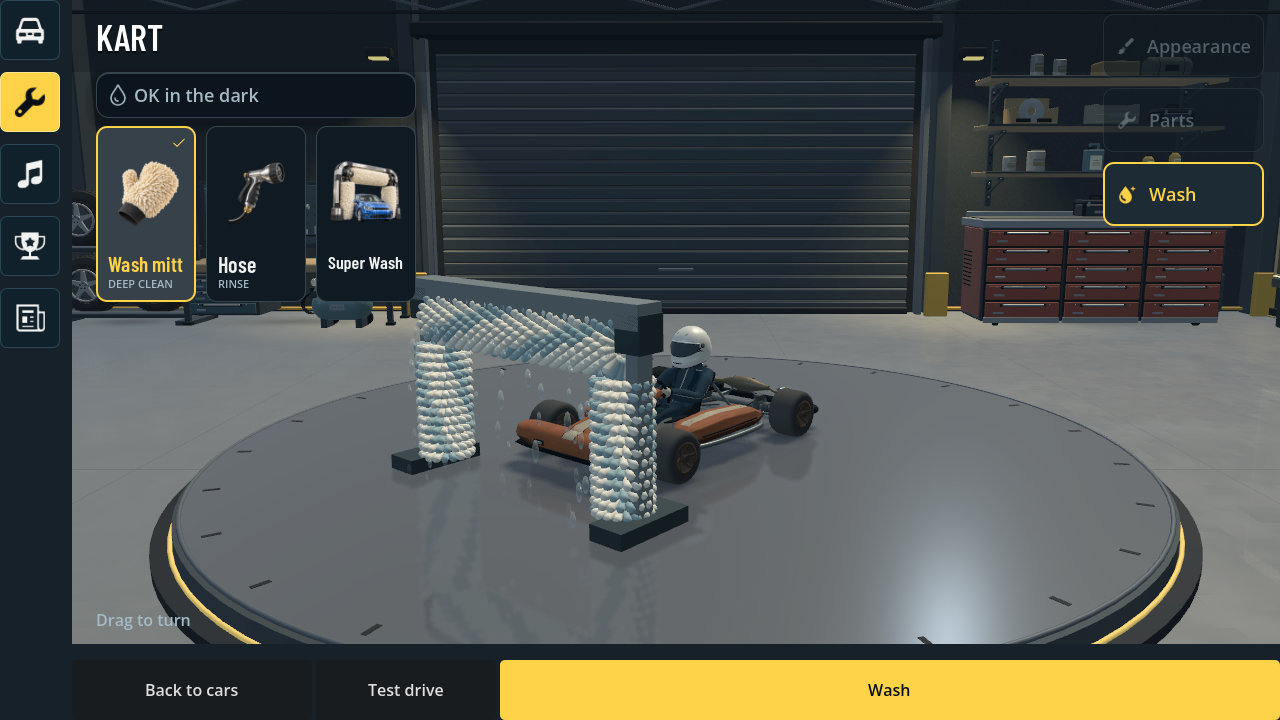 KART
OK in the dark
Wash mitt
DEEP CLEAN
Hose
RINSE
Super Wash
Appearance
Parts
Wash
Drag to turn
Back to cars
Test drive
Wash